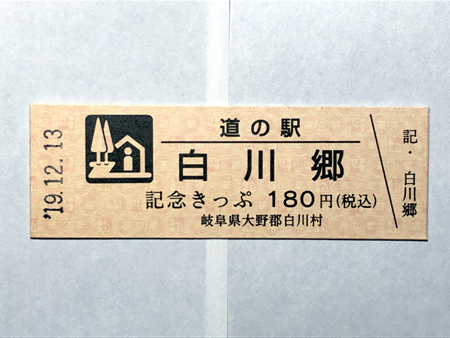 '19.12.13
道の駅
白川郷
記念きっぷ 180円(税込)
岐阜県大野郡白川村
記・白川郷